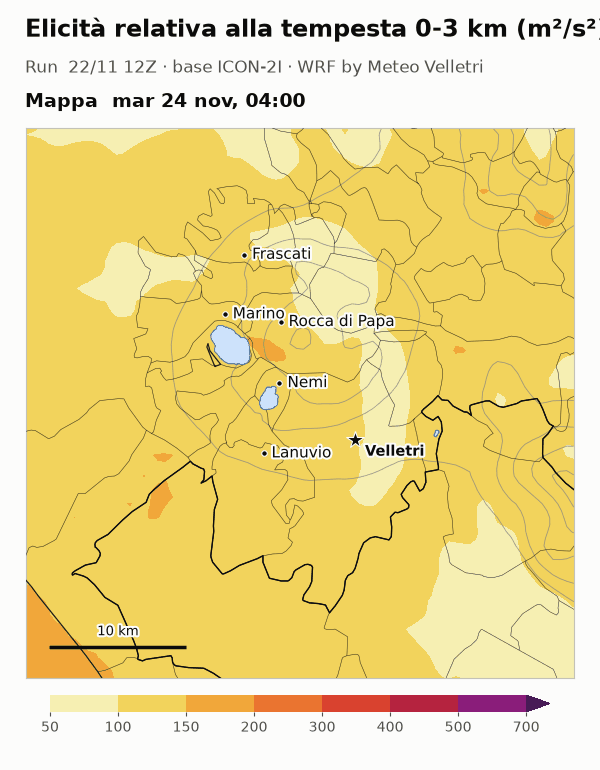 Elicità relativa alla tempesta 0-3 km (m²/s²)
Run 22/11 12Z · base ICON-2I · WRF by Meteo Velletri
Mappa mar 24 nov, 04:00
Frascati
Marino
Rocca di Papa
Nemi
Velletri
Lanuvio
10 km
50 100 150 200 300 400 500 700